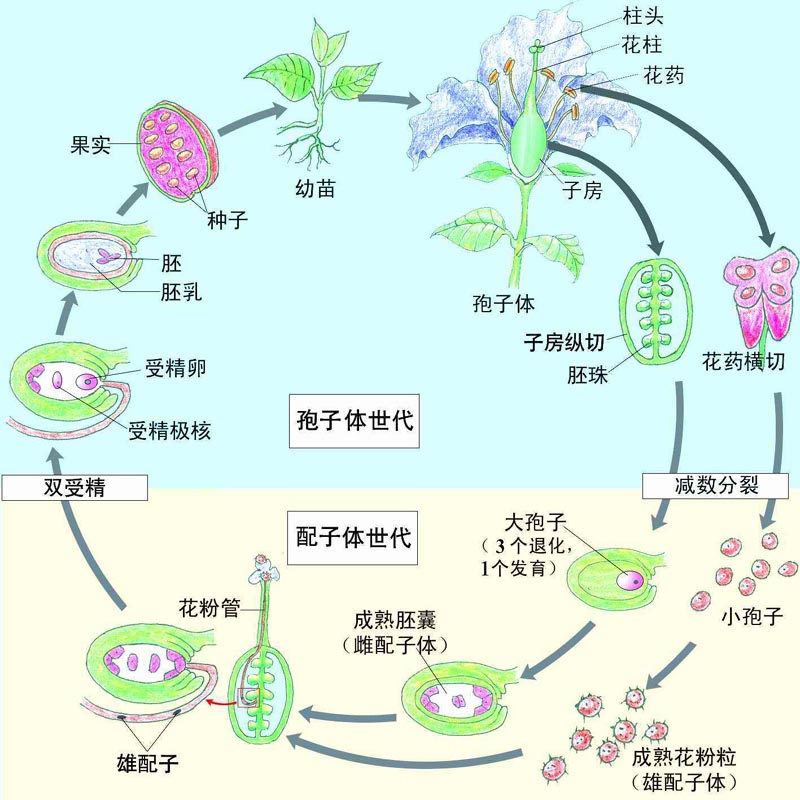 柱头
花柱
花药
果实
种子
幼苗
子房
孢子体
胚
胚乳
子房纵切
胚珠
花药横切
受精卵
受精极核
孢子体世代
双受精
减数分裂
配子体世代
大孢子
（3个退化，
1个发育）
小孢子
花粉管
成熟胚囊
（雌配子体）
雄配子
成熟花粉粒
（雄配子体）